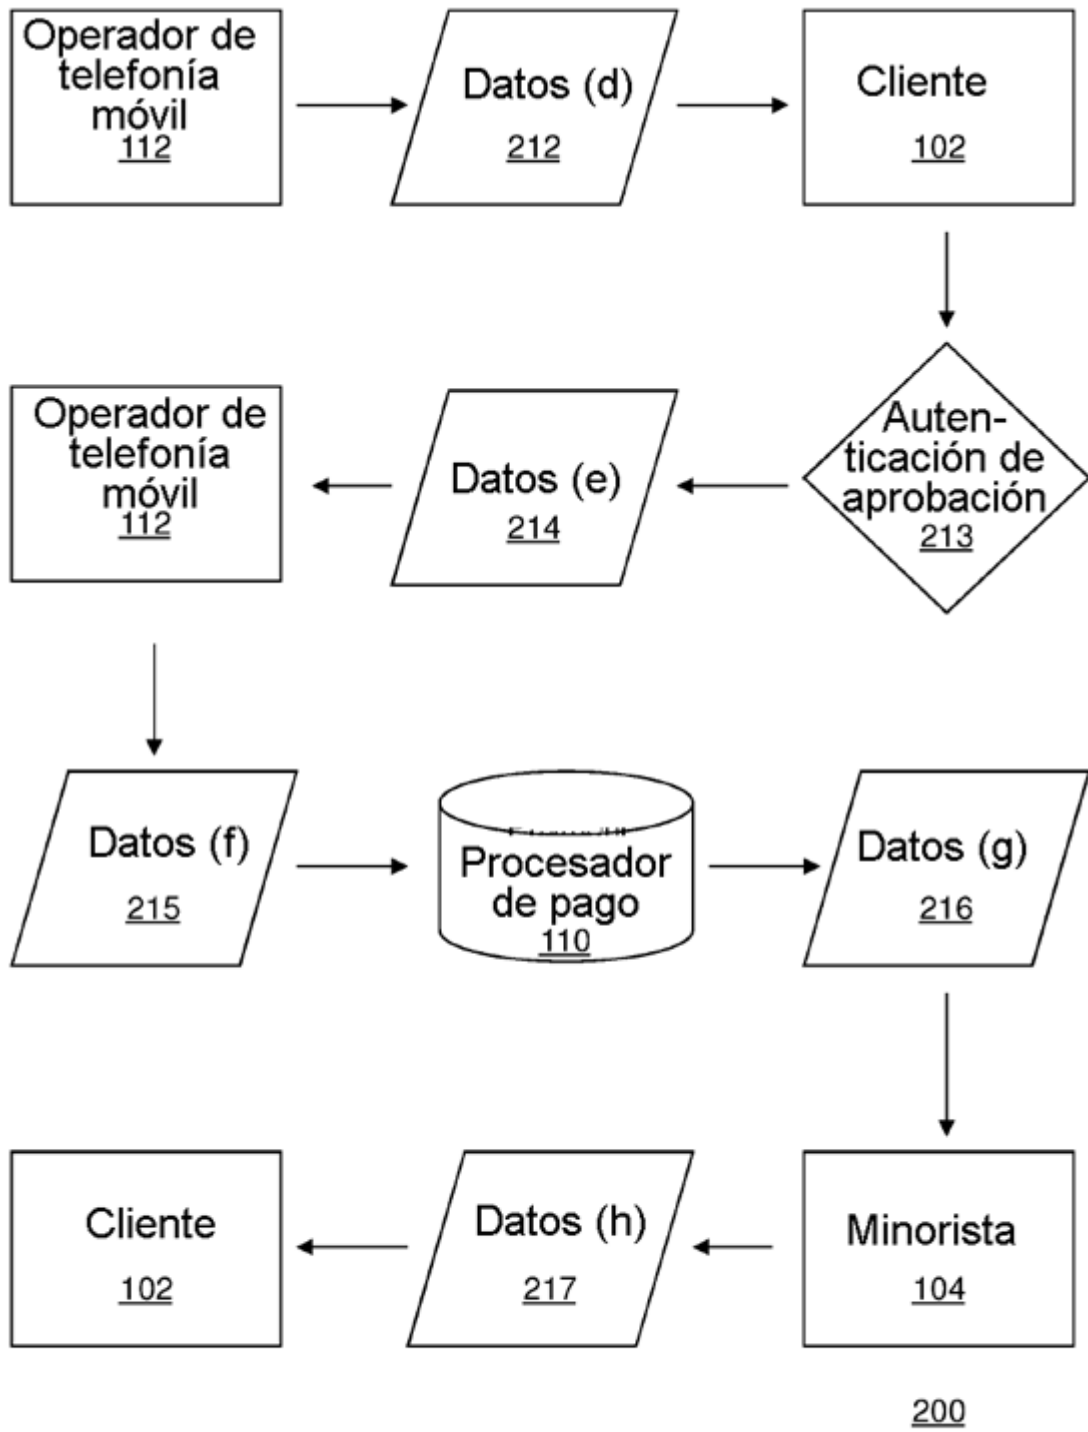 Operador de
telefonía
móvil
112
Datos (d)
212
Cliente
102
Operador de
telefonía
móvil
112
Datos (e)
214
Auten-
ticación de
aprobación
213
Datos (f)
215
Procesador
de pago
110
Datos (g)
216
Cliente
102
Datos (h)
217
Minorista
104
200